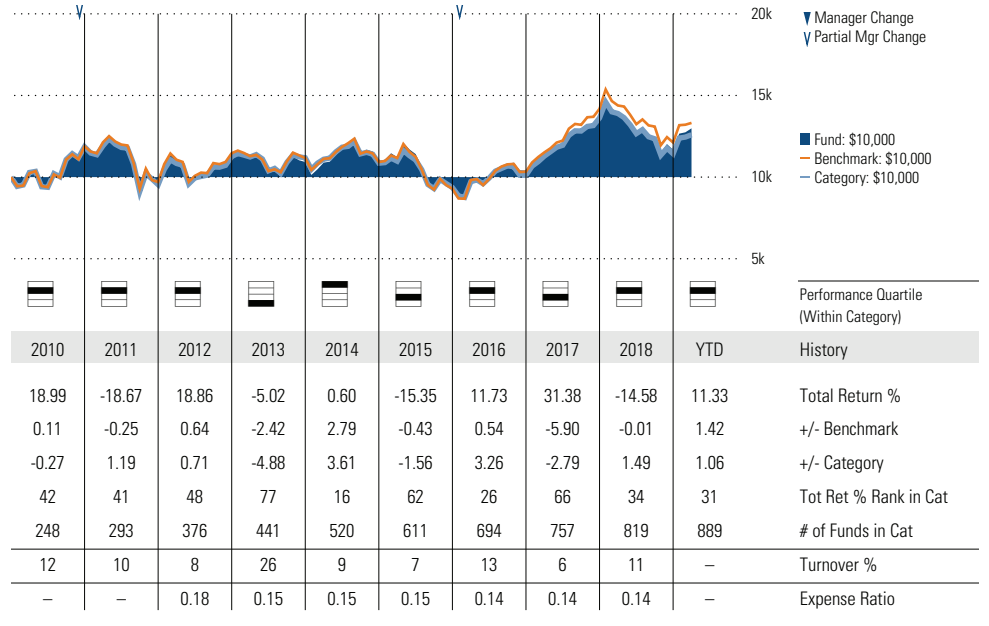 20k
Manager Change
Partial Mgr Change
15k
Fund: $10,000
Benchmark: $10,000
Category: $10,000
10k
5k
Performance Quartile
(Within Category)
2010 2011 2012 2013 2014 2015 2016 2017 2018 YTD History
18.99 -18.67 18.86 -5.02 0.60 -15.35 11.73 31.38 -14.58 11.33 Total Return %
0.11 -0.25 0.64 -2.42 2.79 -0.43 0.54 -5.90 -0.01 1.42 +/- Benchmark
-0.27 1.19 0.71 -4.88 3.61 -1.56 3.26 -2.79 1.49 1.06 +/- Category
42 41 48 77 16 62 26 66 34 31 Tot Ret % Rank in Cat
248 293 376 441 520 611 694 757 819 889 # of Funds in Cat
12 10 8 26 9 7 13 6 11 – Turnover %
– – 0.18 0.15 0.15 0.15 0.14 0.14 0.14 – Expense Ratio